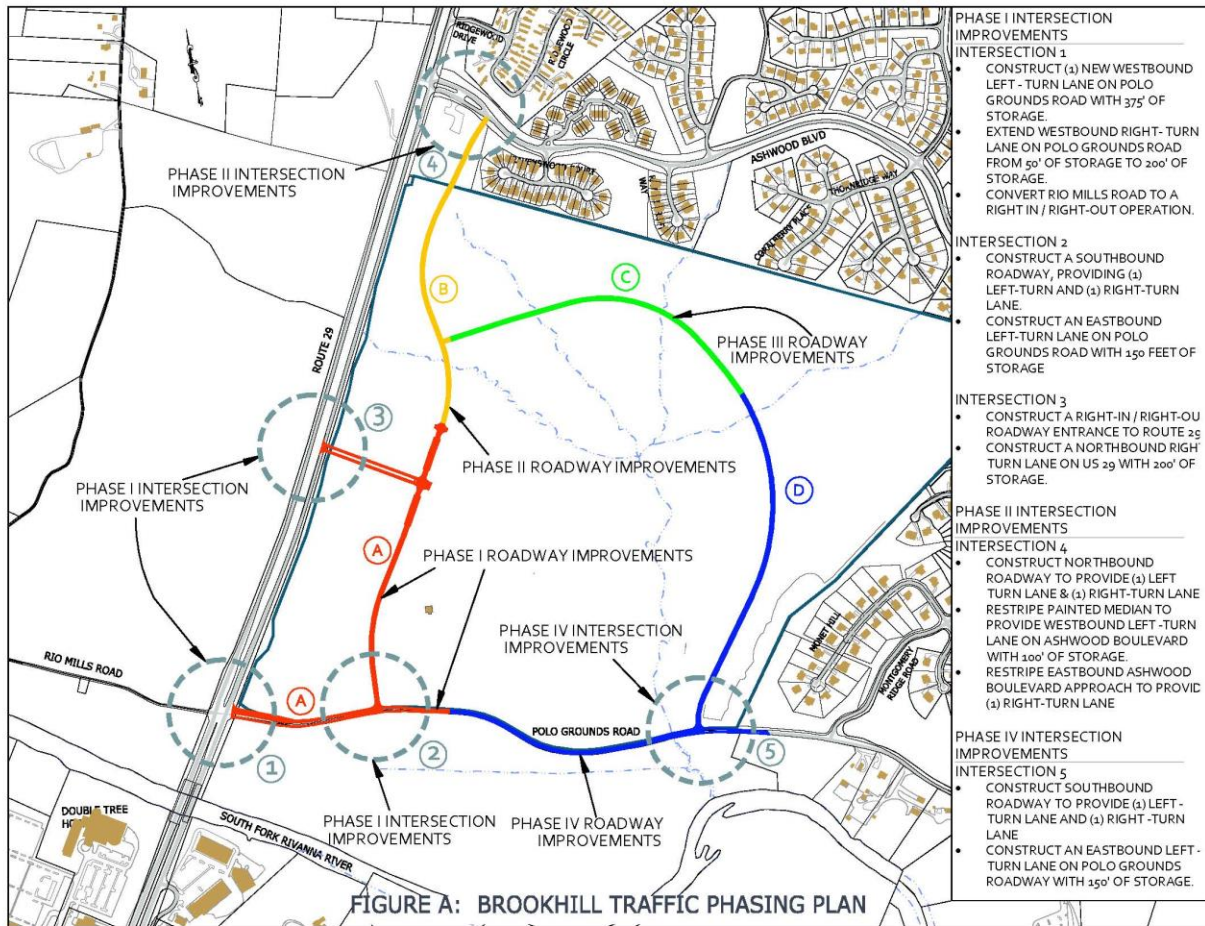 RIDGEWOOD
DRIVE
RIDGEWOOD
CIRCLE
4
PHASE II INTERSECTION
IMPROVEMENTS
ASHWOOD BLVD
WAY
THORNRIDGE WAY
B
C
ROUTE 29
PHASE III ROADWAY
IMPROVEMENTS
3
PHASE II ROADWAY IMPROVEMENTS
PHASE I INTERSECTION
IMPROVEMENTS
D
A
PHASE I ROADWAY IMPROVEMENTS
PHASE IV INTERSECTION
IMPROVEMENTS
MONET HILL
MONTGOMERY
RIDGE ROAD
RIO MILLS ROAD
A
POLO GROUNDS ROAD
1
2
5
DOUBLE TREE
SOUTH FORK RIVANNA RIVER
PHASE I INTERSECTION
IMPROVEMENTS
PHASE IV ROADWAY
IMPROVEMENTS
FIGURE A: BROOKHILL TRAFFIC PHASING PLAN
PHASE I INTERSECTION
IMPROVEMENTS
INTERSECTION 1
• CONSTRUCT (1) NEW WESTBOUND
LEFT - TURN LANE ON POLO
GROUNDS ROAD WITH 375' OF
STORAGE.
• EXTEND WESTBOUND RIGHT- TURN
LANE ON POLO GROUNDS ROAD
FROM 50' OF STORAGE TO 200' OF
STORAGE.
• CONVERT RIO MILLS ROAD TO A
RIGHT IN / RIGHT-OUT OPERATION.
INTERSECTION 2
• CONSTRUCT A SOUTHBOUND
ROADWAY, PROVIDING (1)
LEFT-TURN AND (1) RIGHT-TURN
LANE.
• CONSTRUCT AN EASTBOUND
LEFT-TURN LANE ON POLO
GROUNDS ROAD WITH 150 FEET OF
STORAGE
INTERSECTION 3
• CONSTRUCT A RIGHT-IN / RIGHT-OU
ROADWAY ENTRANCE TO ROUTE 29
• CONSTRUCT A NORTHBOUND RIGH
TURN LANE ON US 29 WITH 200' OF
STORAGE.
PHASE II INTERSECTION
IMPROVEMENTS
INTERSECTION 4
• CONSTRUCT NORTHBOUND
ROADWAY TO PROVIDE (1) LEFT
TURN LANE & (1) RIGHT-TURN LANE
• RESTRIPE PAINTED MEDIAN TO
PROVIDE WESTBOUND LEFT -TURN
LANE ON ASHWOOD BOULEVARD
WITH 100' OF STORAGE.
• RESTRIPE EASTBOUND ASHWOOD
BOULEVARD APPROACH TO PROVID
(1) RIGHT-TURN LANE
PHASE IV INTERSECTION
IMPROVEMENTS
INTERSECTION 5
• CONSTRUCT SOUTHBOUND
ROADWAY TO PROVIDE (1) LEFT -
TURN LANE AND (1) RIGHT -TURN
LANE
• CONSTRUCT AN EASTBOUND LEFT -
TURN LANE ON POLO GROUNDS
ROADWAY WITH 150' OF STORAGE.